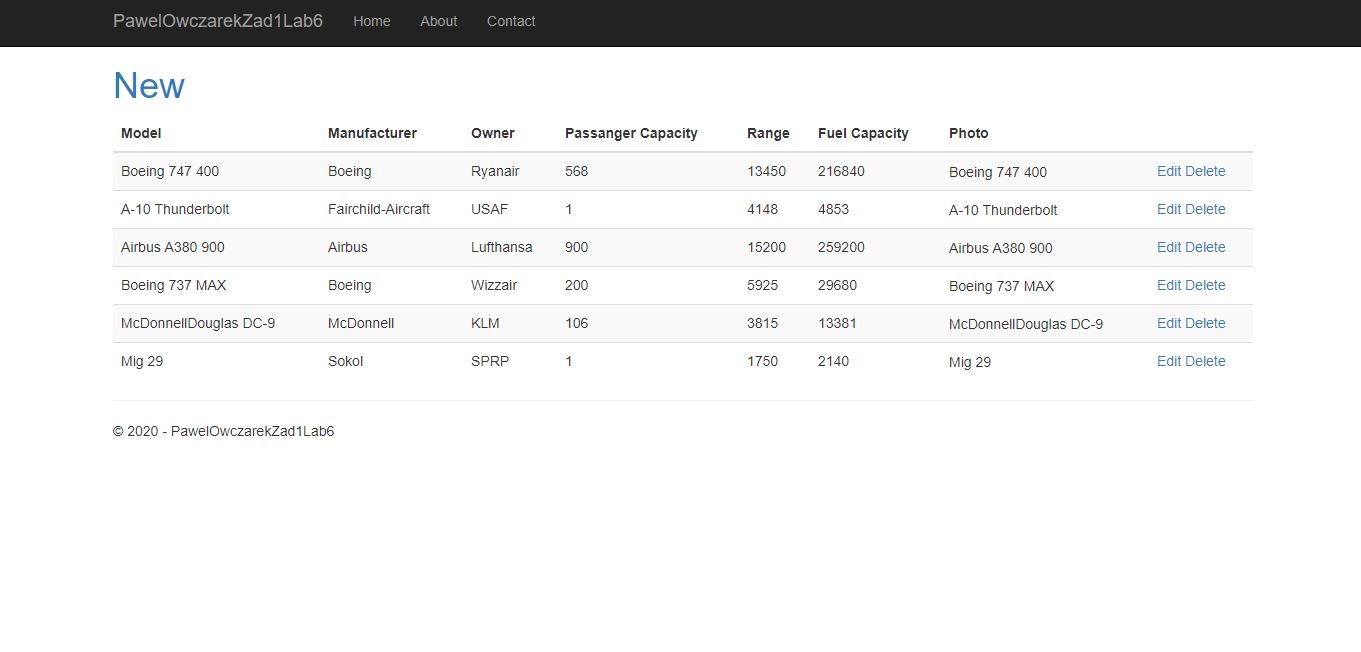 PawelOwczarekZad1Lab6 Home About Contact
New
Model Manufacturer Owner Passanger Capacity Range Fuel Capacity Photo
Boeing 747 400 Boeing Ryanair 568 13450 216840 Boeing 747 400 Edit Delete
A-10 Thunderbolt Fairchild-Aircraft USAF 1 4148 4853 A-10 Thunderbolt Edit Delete
Airbus A380 900 Airbus Lufthansa 900 15200 259200 Airbus A380 900 Edit Delete
Boeing 737 MAX Boeing Wizzair 200 5925 29680 Boeing 737 MAX Edit Delete
McDonnellDouglas DC-9 McDonnell KLM 106 3815 13381 McDonnellDouglas DC-9 Edit Delete
Mig 29 Sokol SPRP 1 1750 2140 Mig 29 Edit Delete
© 2020 - PawelOwczarekZad1Lab6